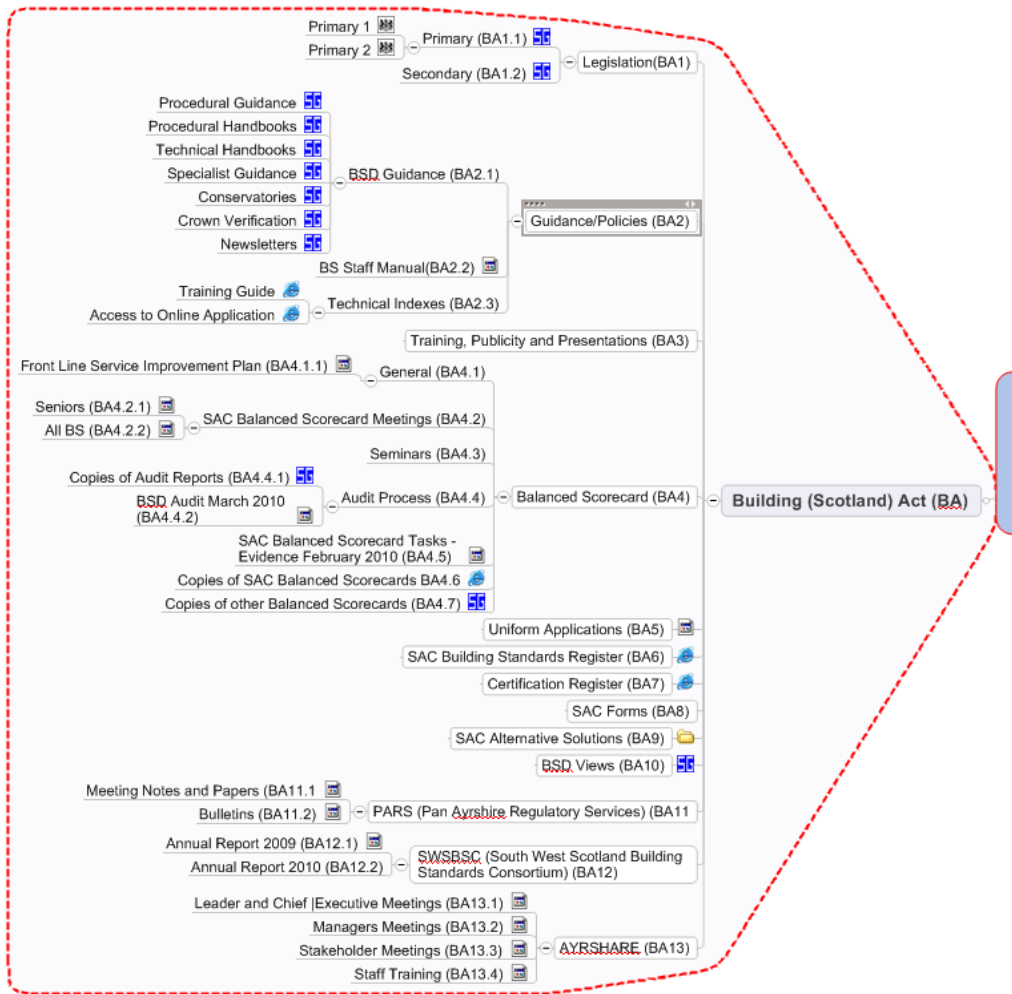 Primary 1
Primary 2
Primary (BA1.1)
Secondary (BA1.2)
Legislation(BA1)
Procedural Guidance
Procedural Handbooks
Technical Handbooks
Specialist Guidance
Conservatories
Crown Verification
Newsletters
BSD Guidance (BA2.1)
BS Staff Manual(BA2.2)
Training Guide
Access to Online Application
Technical Indexes (BA2.3)
Guidance/Policies (BA2)
Training, Publicity and Presentations (BA3)
Front Line Service Improvement Plan (BA4.1.1)
General (BA4.1)
Seniors (BA4.2.1)
All BS (BA4.2.2)
SAC Balanced Scorecard Meetings (BA4.2)
Seminars (BA4.3)
Copies of Audit Reports (BA4.4.1)
BSD Audit March 2010
(BA4.4.2)
Audit Process (BA4.4)
SAC Balanced Scorecard Tasks -
Evidence February 2010 (BA4.5)
Copies of SAC Balanced Scorecards BA4.6
Copies of other Balanced Scorecards (BA4.7)
Balanced Scorecard (BA4)
Building (Scotland) Act (BA)
Uniform Applications (BA5)
SAC Building Standards Register (BA6)
Certification Register (BA7)
SAC Forms (BA8)
SAC Alternative Solutions (BA9)
BSD Views (BA10)
Meeting Notes and Papers (BA11.1
Bulletins (BA11.2)
PARS (Pan Ayrshire Regulatory Services) (BA11
Annual Report 2009 (BA12.1)
Annual Report 2010 (BA12.2)
SWSBSC (South West Scotland Building
Standards Consortium) (BA12)
Leader and Chief |Executive Meetings (BA13.1)
Managers Meetings (BA13.2)
Stakeholder Meetings (BA13.3)
Staff Training (BA13.4)
AYRSHARE (BA13)